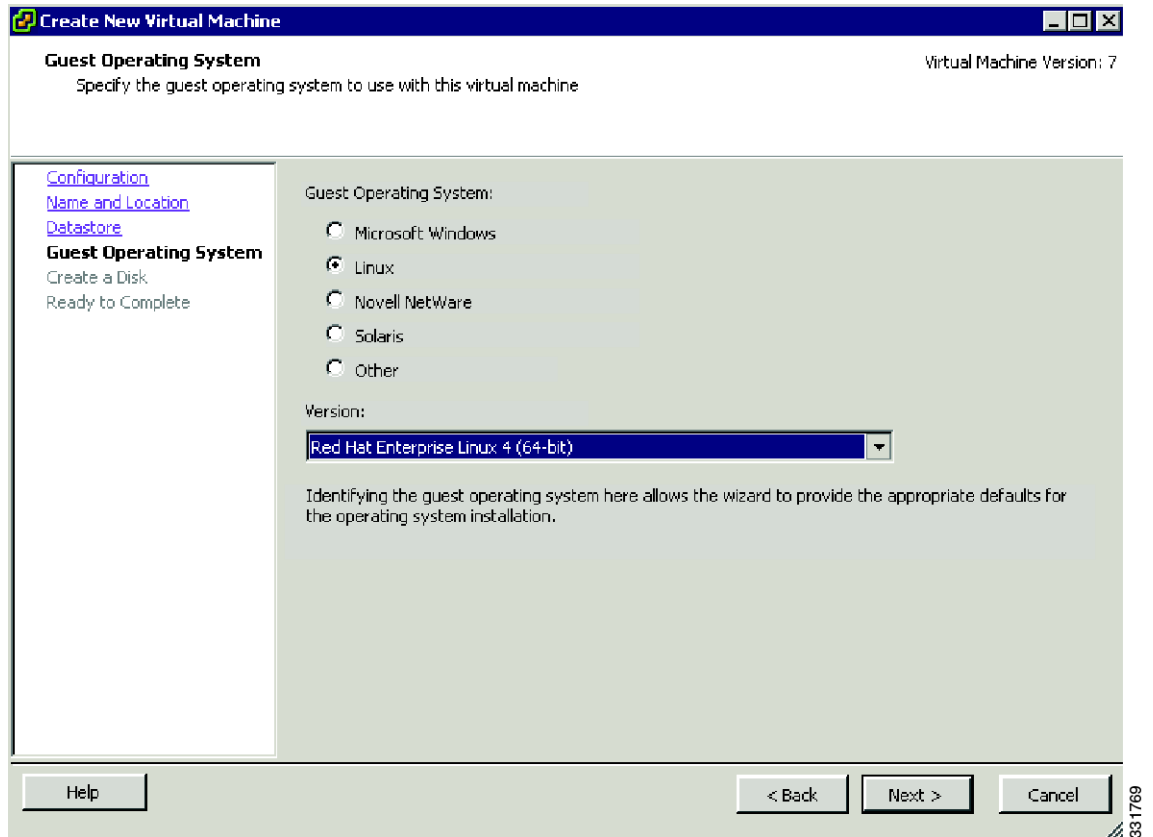 Create New Virtual Machine
Guest Operating System
Virtual Machine Version: 7
Specify the guest operating system to use with this virtual machine
Configuration
Name and Location
Datastore
Guest Operating System
Create a Disk
Ready to Complete
Guest Operating System:
Microsoft Windows
Linux
Novell NetWare
Solaris
Other
Version:
Red Hat Enterprise Linux 4 (64-bit)
Identifying the guest operating system here allows the wizard to provide the appropriate defaults for
the operating system installation.
Help
< Back
Next >
Cancel
331769